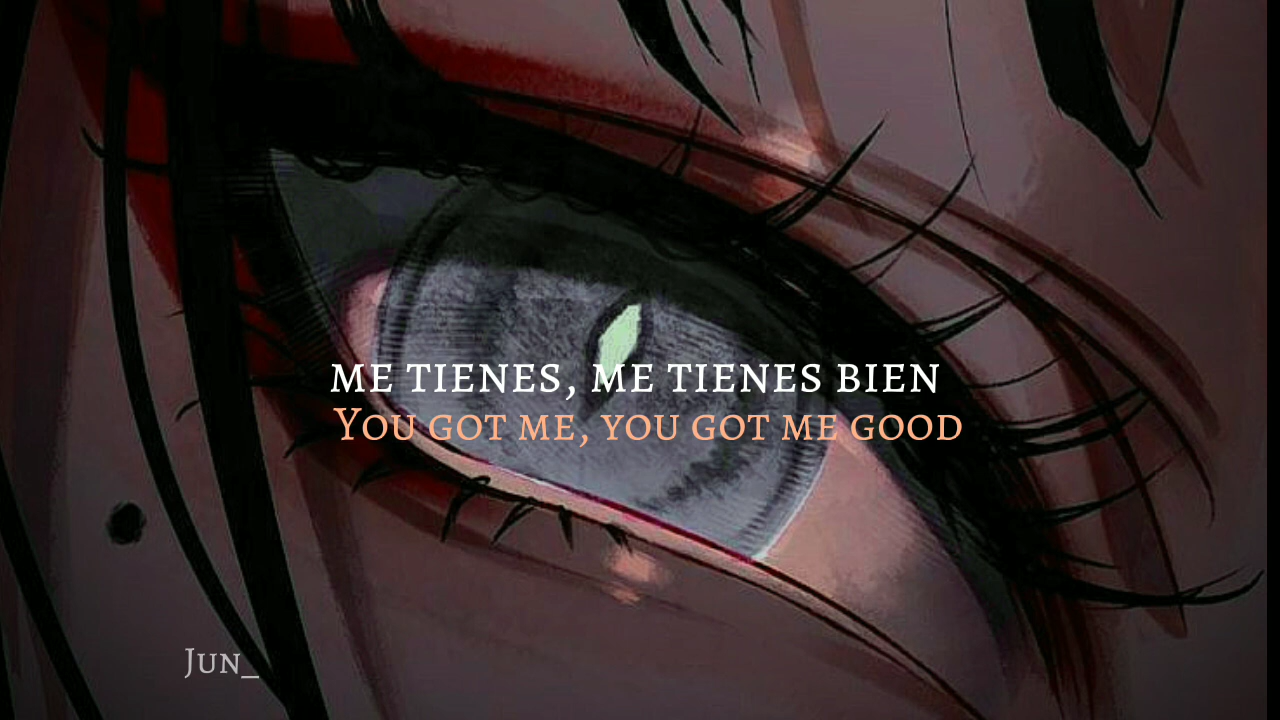 ME TIENES, ME TIENES BIEN
YOU GOT ME, YOU GOT ME GOOD
JUN_